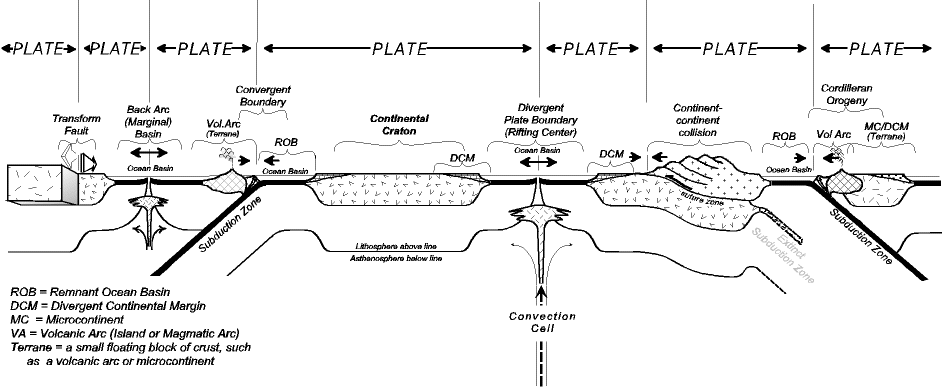 PLATE PLATE PLATE PLATE PLATE PLATE PLATE
Convergent
Boundary
Cordilleran
Orogeny
Transform
Fault
Back Arc
(Marginal)
Basin
Ocean Basin
Vol.Arc
(Terrane)
ROB
Ocean Basin
Continental
Craton
DCM
Divergent
Plate Boundary
(Rifting Center)
Ocean Basin
DCM
Continent-
continent
collision
ROB
Ocean Basin
Vol Arc
MC/DCM
(Terrane)
suture zone
Subduction Zone
Lithosphere above line
Asthenosphere below line
Extinct
Subduction Zone
Subduction Zone
Convection
Cell
ROB = Remnant Ocean Basin
DCM = Divergent Continental Margin
MC = Microcontinent
VA = Volcanic Arc (Island or Magmatic Arc)
Terrane = a small floating block of crust, such
as a volcanic arc or microcontinent